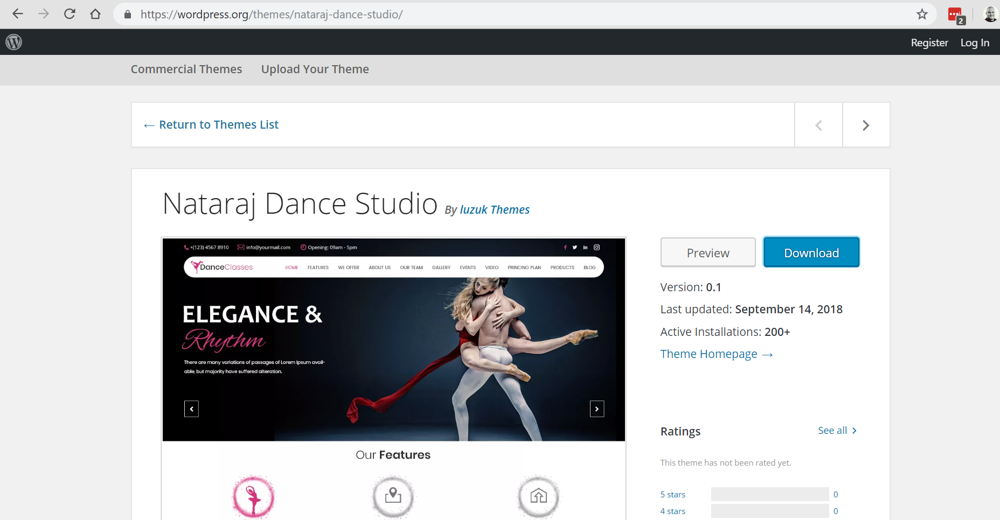 https://wordpress.org/themes/nataraj-dance-studio/
2
Register Log In
Commercial Themes Upload Your Theme
← Return to Themes List
Nataraj Dance Studio By luzuk Themes
+(123) 4567 8910 info@yourmail.com Opening: 09am - 5pm
DanceClasses HOME FEATURES WE OFFER ABOUT US OUR TEAM GALLERY EVENTS VIDEO PRINCING PLAN PRODUCTS BLOG
ELEGANCE &
Rhythm
There are many variations of passages of Lorem Ipsum avail-
able, but majority have suffered alteration.
Our Features
Preview Download
Version: 0.1
Last updated: September 14, 2018
Active Installations: 200+
Theme Homepage →
Ratings See all >
This theme has not been rated yet.
5 stars 0
4 stars 0